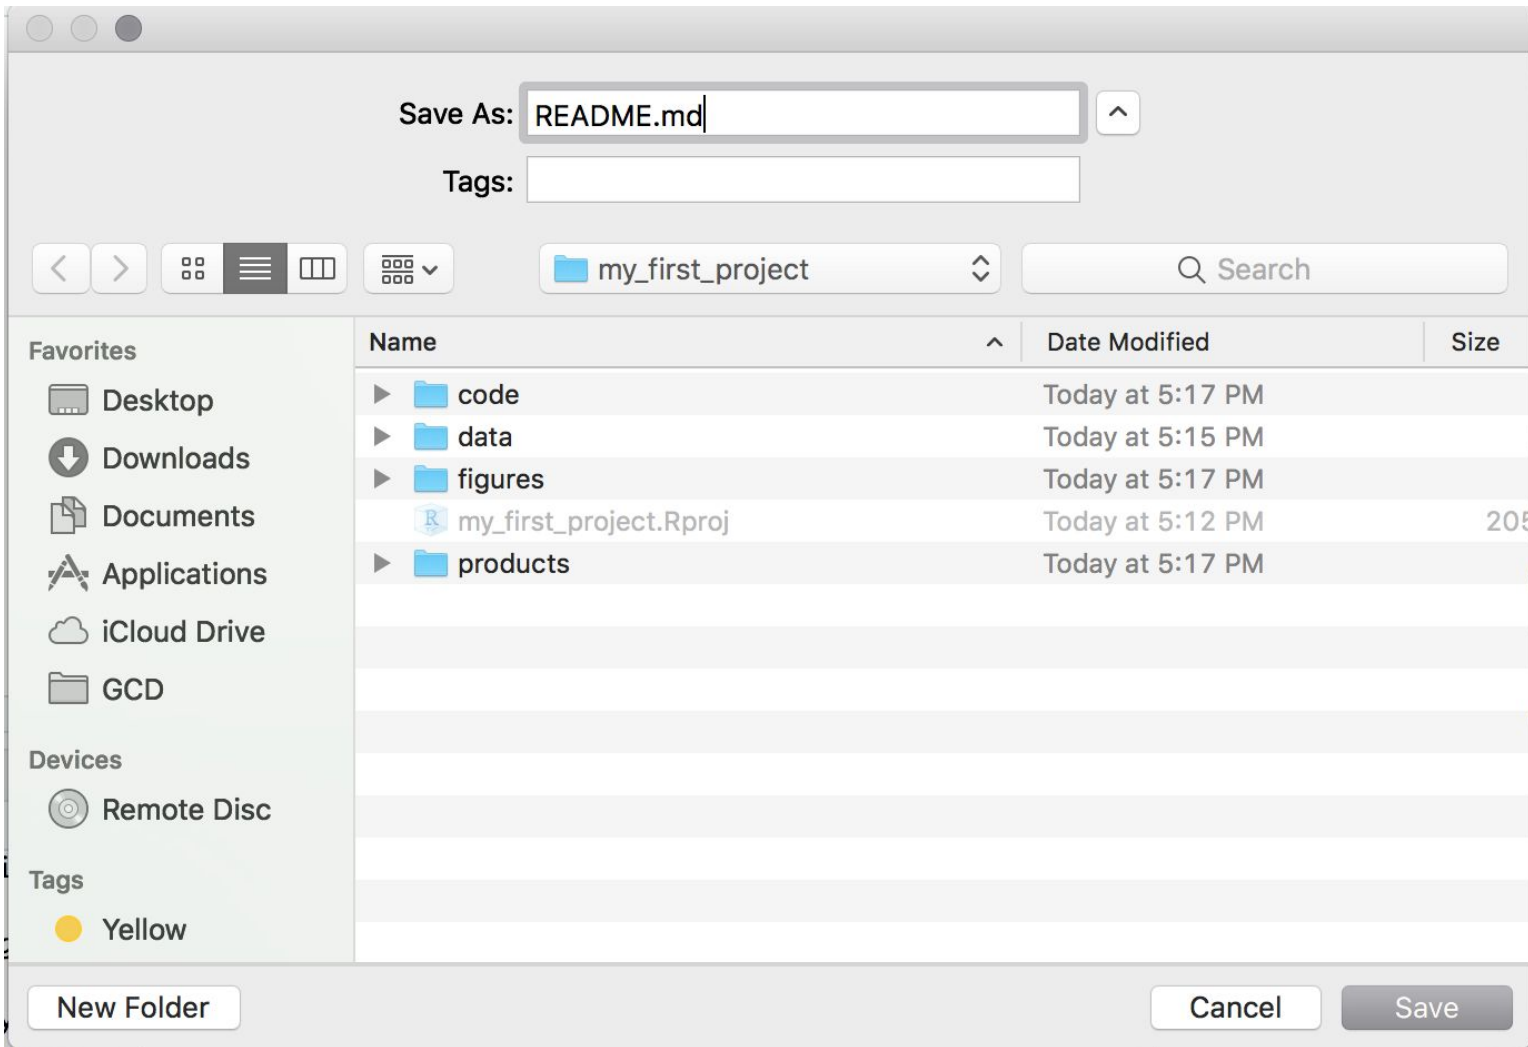 Save As: README.md
Tags:
my_first_project
Search
Favorites
Desktop
Downloads
Documents
Applications
iCloud Drive
GCD
Devices
Remote Disc
Tags
Yellow
Name Date Modified Size
code Today at 5:17 PM
data Today at 5:15 PM
figures Today at 5:17 PM
my_first_project.Rproj Today at 5:12 PM 205
products Today at 5:17 PM
New Folder Cancel Save